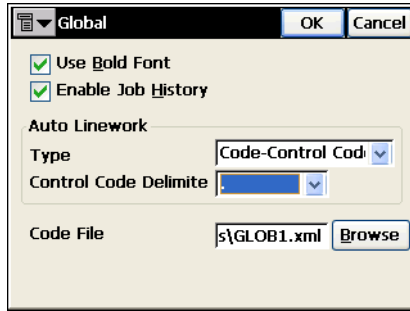 Global OK Cancel
Use Bold Font
Enable Job History
Auto Linework
Type Code-Control Cod
Control Code Delimite .
Code File s\GLOB1.xml Browse